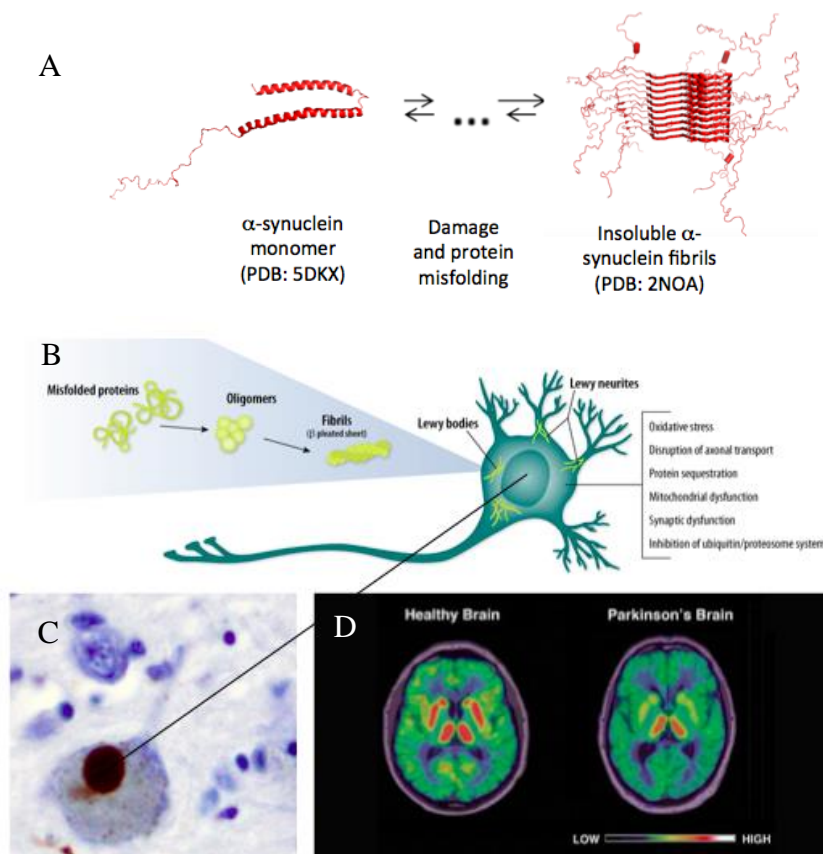 A
α-synuclein
monomer
(PDB: 5DKX)
Damage
and protein
misfolding
Insoluble α-
synuclein fibrils
(PDB: 2NOA)
B
Misfolded proteins
Oligomers
Fibrils
(β pleated sheet)
Lewy bodies
Lewy neurites
Oxidative stress
Disruption of axonal transport
Protein sequestration
Mitochondrial dysfunction
Synaptic dysfunction
Inhibition of ubiquitin/proteosome system
C
D
Healthy Brain
Parkinson's Brain
LOW
HIGH